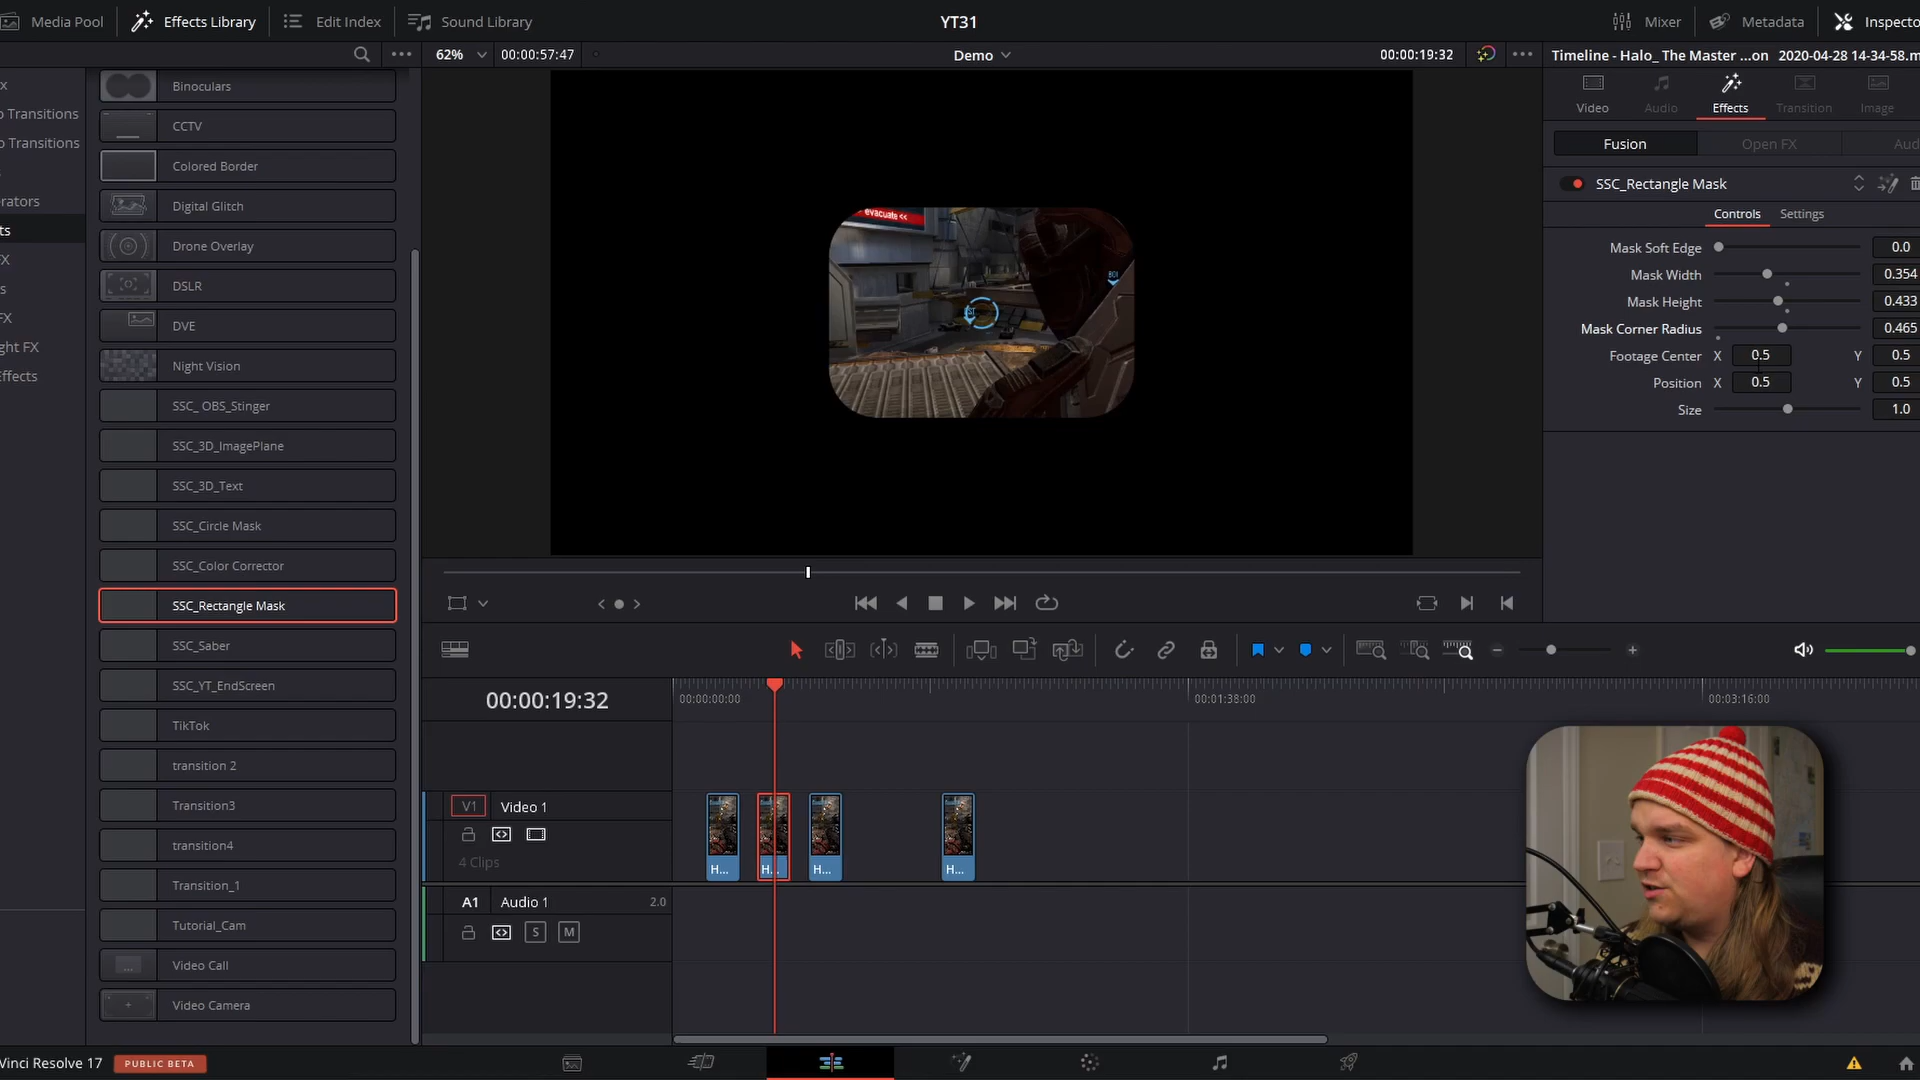 Media Pool
Effects Library
Edit Index
Sound Library
YT31
Mixer
Metadata
Inspecto
62%
00:00:57:47
Demo
00:00:19:32
Timeline - Halo_ The Master ...on 2020-04-28 14-34-58.m
Video
Audio
Effects
Transition
Image
Fusion
Open FX
Aud
SSC_Rectangle Mask
Controls
Settings
Mask Soft Edge
0.0
Mask Width
0.354
Mask Height
0.433
Mask Corner Radius
0.465
Footage Center X 0.5 Y 0.5
Position X 0.5 Y 0.5
Size
1.0
x
o Transitions
o Transitions
erators
ts
FX
s
FX
ght FX
Effects
Binoculars
CCTV
Colored Border
Digital Glitch
Drone Overlay
DSLR
DVE
Night Vision
SSC_ OBS_Stinger
SSC_3D_ImagePlane
SSC_3D_Text
SSC_Circle Mask
SSC_Color Corrector
SSC_Rectangle Mask
SSC_Saber
SSC_YT_EndScreen
TikTok
transition 2
Transition3
transition4
Transition_1
Tutorial_Cam
Video Call
Video Camera
evacuate <<
00:00:19:32
00:00:00:00
00:01:38:00
00:03:16:00
V1
Video 1
4 Clips
H...
H...
H...
H...
A1
Audio 1
2.0
S
M
Vinci Resolve 17
PUBLIC BETA